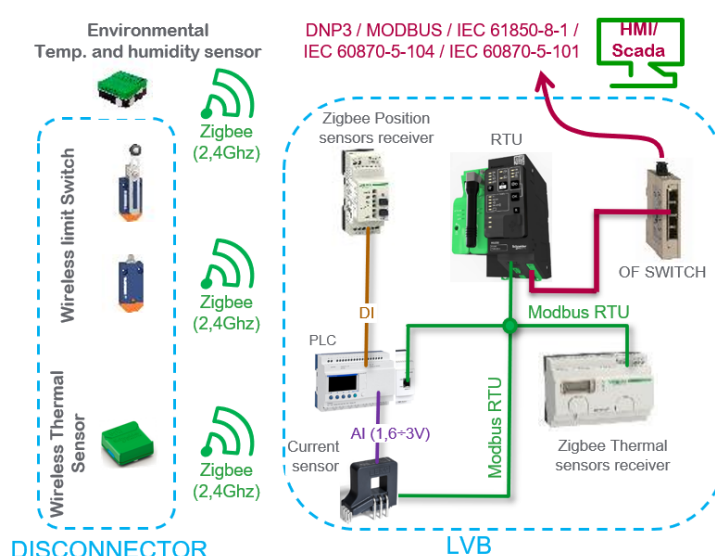 Environmental
Temp. and humidity sensor
DNP3 / MODBUS / IEC 61850-8-1 /
IEC 60870-5-104 / IEC 60870-5-101
HMI/
Scada
Zigbee
(2,4Ghz)
Zigbee Position
sensors receiver
RTU
Wireless limit Switch
OF SWITCH
Zigbee
(2,4Ghz)
DI
Modbus RTU
PLC
Modbus RTU
AI (1,6÷3V)
Wireless Thermal
Sensor
Current
sensor
Zigbee Thermal
sensors receiver
Zigbee
(2,4Ghz)
DISCONNECTOR
LVB